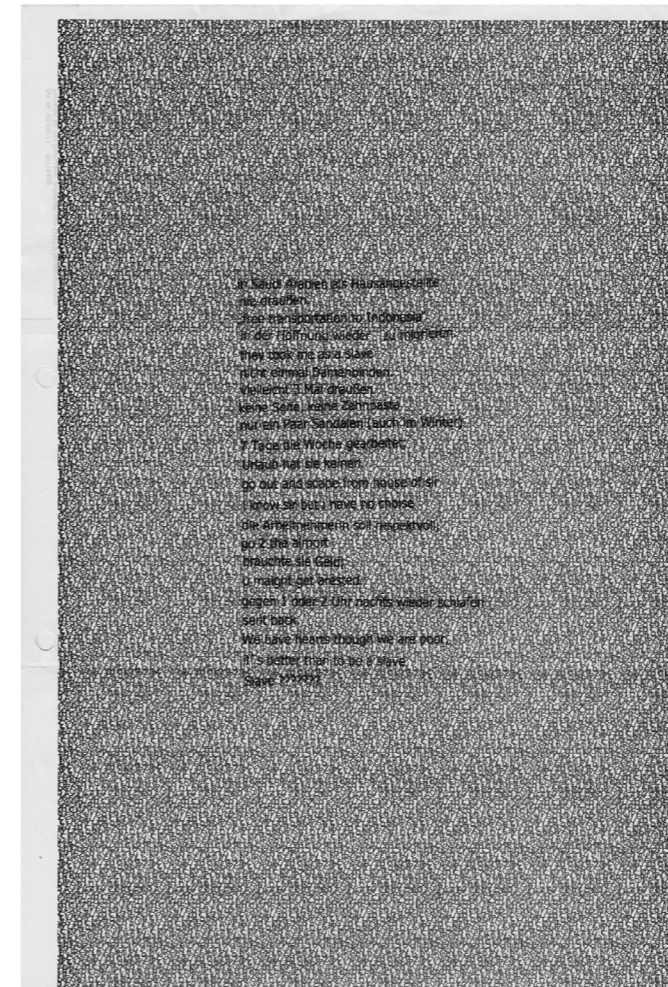 in Saudi Arabien als Hausangestellte
nie draußen,
free transportation to Indonusia
in der Hoffnung wieder zu migrieren
they took me as a slave
nicht einmal Damenbinden,
vielleicht 3 Mal draußen
keine Seife, keine Zahnpasta
nur ein Paar Sandalen (auch im Winter)
7 Tage die Woche gearbeitet,
Urlaub hat sie keinen.
go out and scape from house of sir
i know Sir but i have no choise
die Arbeitnehmerin soll respektvoll,
go 2 the airport
brauchte sie Geld,
u maight get arested
gegen 1 oder 2 Uhr nachts wieder schlafen
sent back
We have hearts though we are poor,
it´s better than to be a slave
Slave ???????